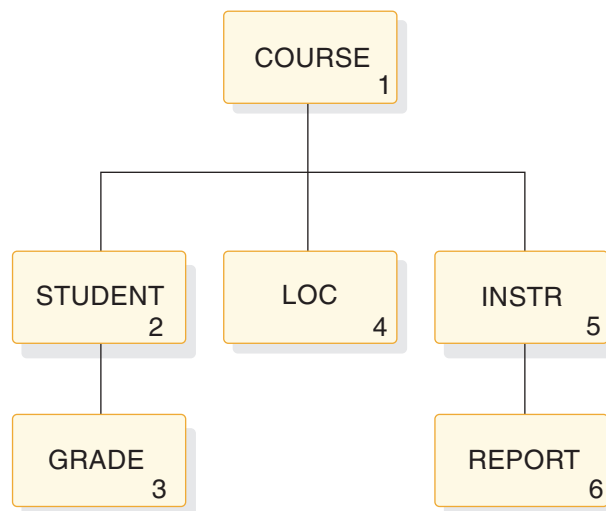 COURSE
1
STUDENT
2
LOC
4
INSTR
5
GRADE
3
REPORT
6